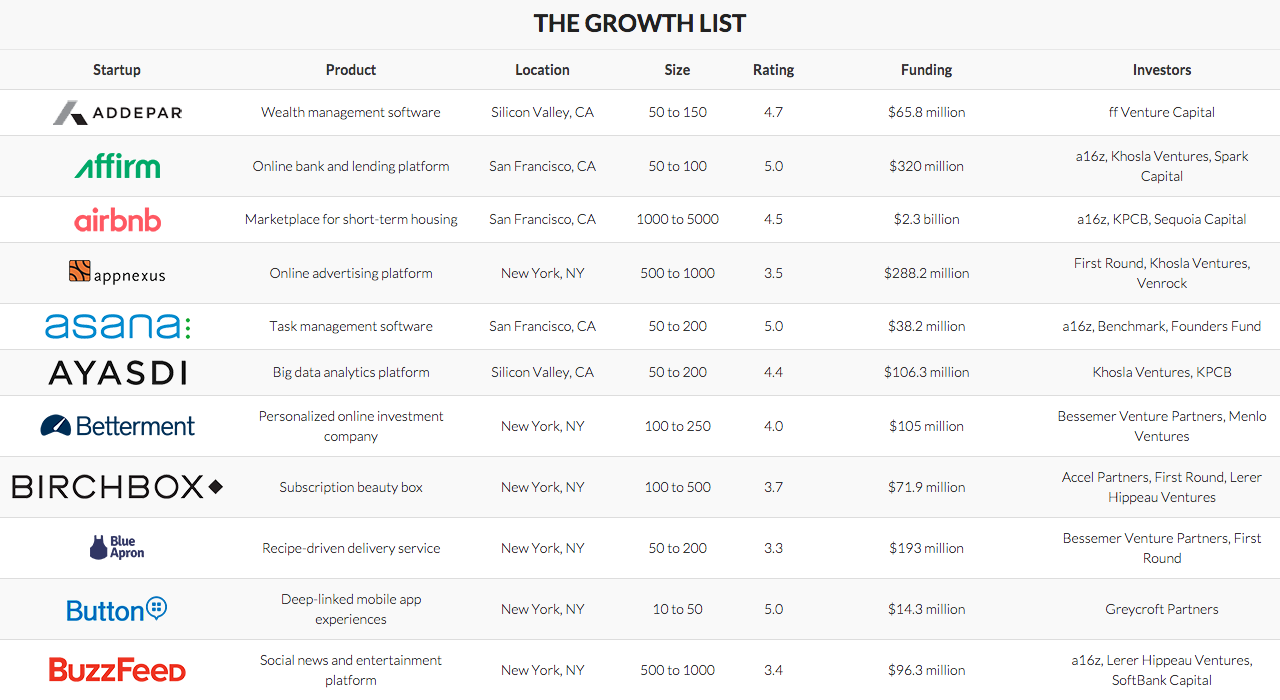 THE GROWTH LIST
Startup Product Location Size Rating Funding Investors
ADDEPAR Wealth management software Silicon Valley, CA 50 to 150 4.7 $65.8 million ff Venture Capital
affirm Online bank and lending platform San Francisco, CA 50 to 100 5.0 $320 million a16z, Khosla Ventures, Spark
Capital
airbnb Marketplace for short-term housing San Francisco, CA 1000 to 5000 4.5 $2.3 billion a16z, KPCB, Sequoia Capital
appnexus Online advertising platform New York, NY 500 to 1000 3.5 $288.2 million First Round, Khosla Ventures,
Venrock
asana: Task management software San Francisco, CA 50 to 200 5.0 $38.2 million a16z, Benchmark, Founders Fund
AYASDI Big data analytics platform Silicon Valley, CA 50 to 200 4.4 $106.3 million Khosla Ventures, KPCB
Betterment Personalized online investment
company New York, NY 100 to 250 4.0 $105 million Bessemer Venture Partners, Menlo
Ventures
BIRCHBOX Subscription beauty box New York, NY 100 to 500 3.7 $71.9 million Accel Partners, First Round, Lerer
Hippeau Ventures
Blue
Apron Recipe-driven delivery service New York, NY 50 to 200 3.3 $193 million Bessemer Venture Partners, First
Round
Button Deep-linked mobile app
experiences New York, NY 10 to 50 5.0 $14.3 million Greycroft Partners
BuzzFeed Social news and entertainment
platform New York, NY 500 to 1000 3.4 $96.3 million a16z, Lerer Hippeau Ventures,
SoftBank Capital